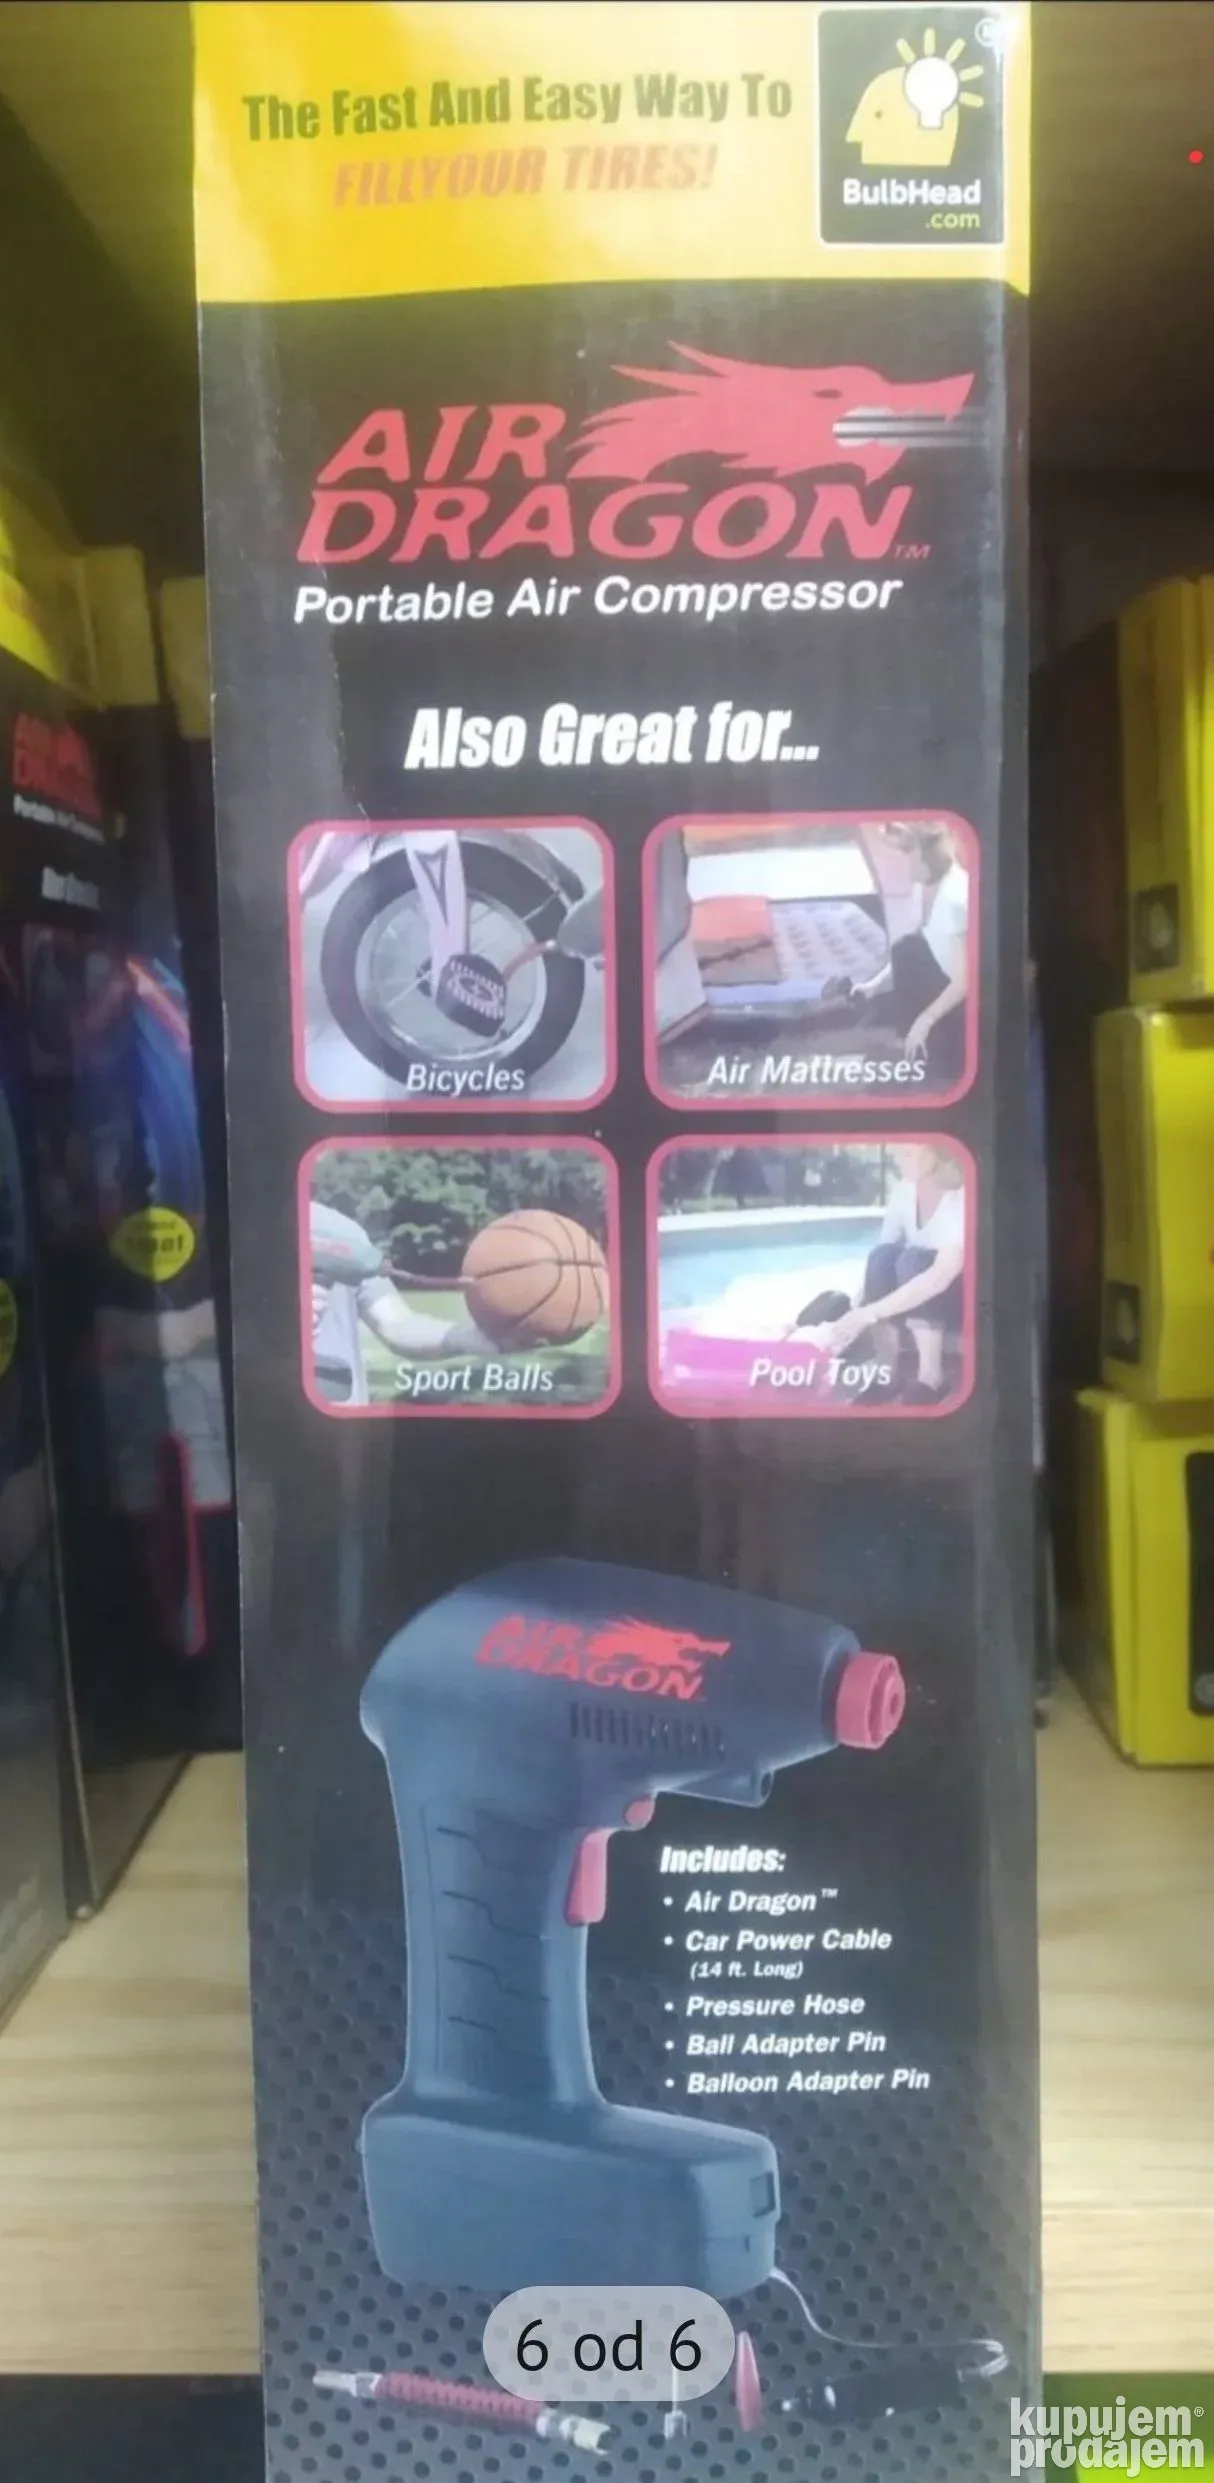 The Fast And Easy Way To
FILLYOUR TIRES!
BulbHead
.com
AIR
DRAGON™
Portable Air Compressor
Also Great for...
Bicycles
Air Mattresses
Sport Balls
Pool Toys
AIR
DRAGON
Includes:
• Air Dragon™
• Car Power Cable
(14 ft. Long)
• Pressure Hose
• Ball Adapter Pin
• Balloon Adapter Pin
6 od 6
kupujem®
prodajem
AIR
DRAGON